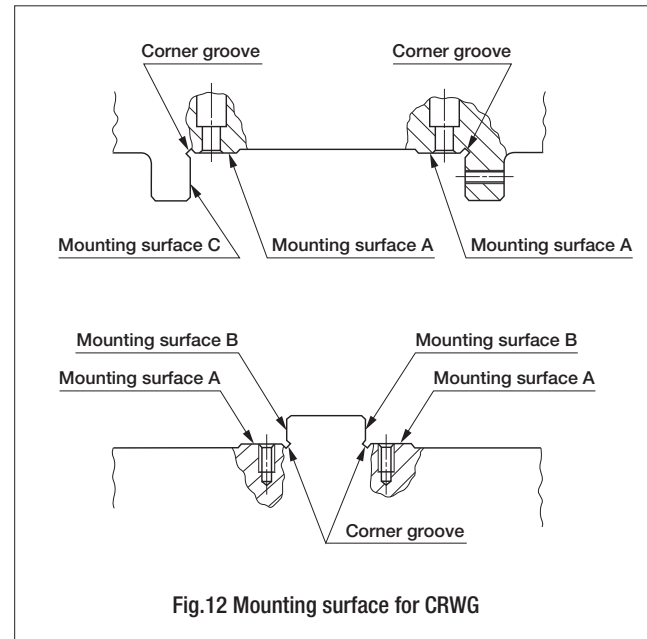 Corner groove
Corner groove
Mounting surface C
Mounting surface A
Mounting surface A
Mounting surface B
Mounting surface B
Mounting surface A
Mounting surface A
Corner groove
Fig.12 Mounting surface for CRWG